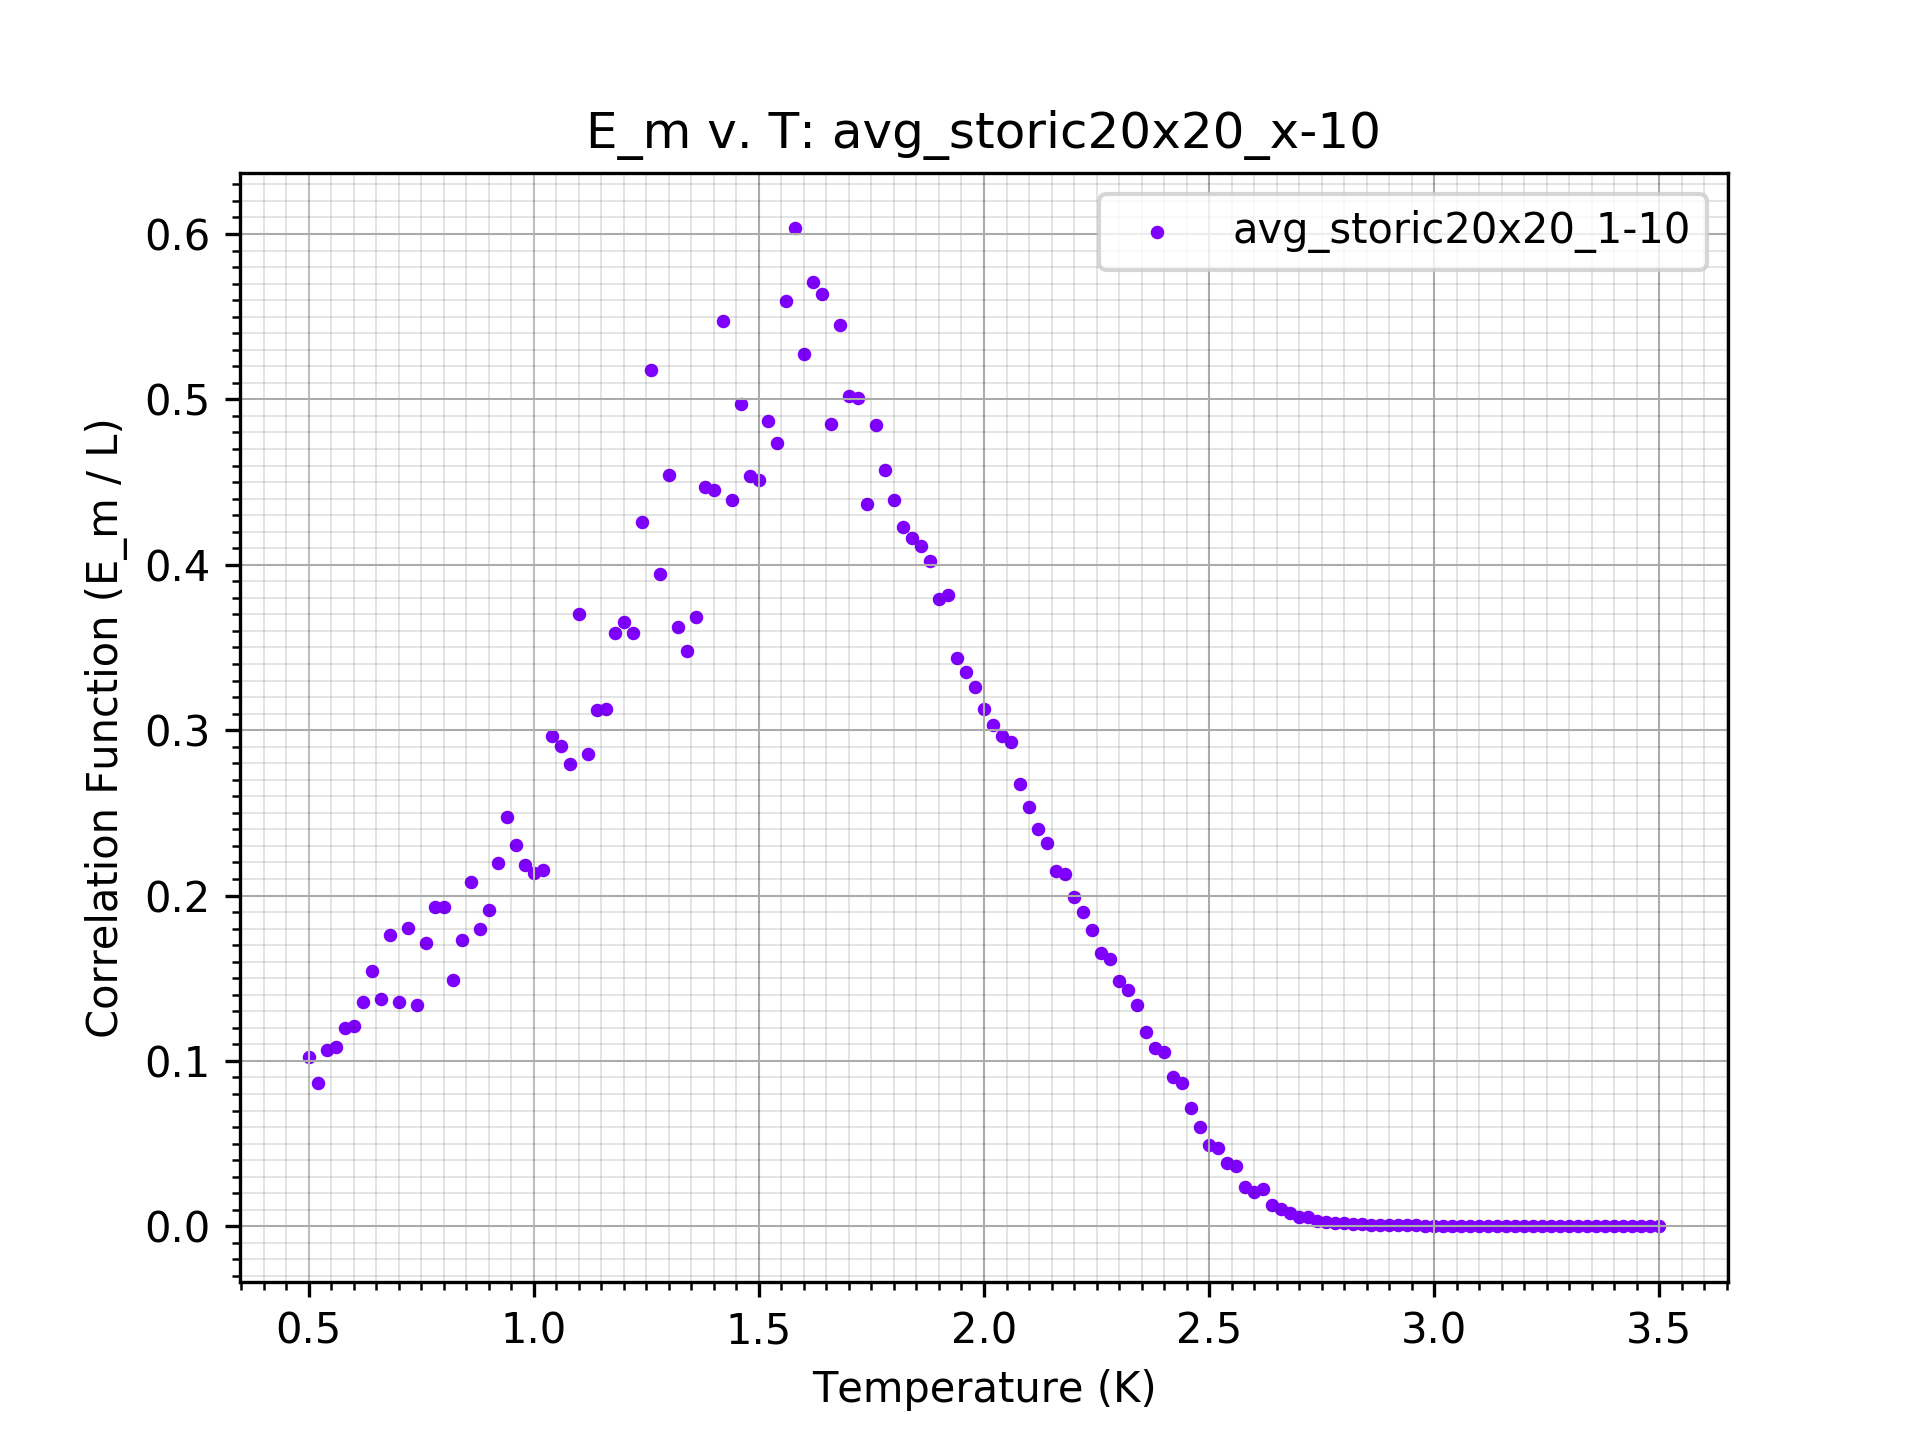 E_m v. T: avg_storic20x20_x-10
avg_storic20x20_1-10
Correlation Function (E_m / L)
0.6
0.5
0.4
0.3
0.2
0.1
0.0
0.5 1.0 1.5 2.0 2.5 3.0 3.5
Temperature (K)